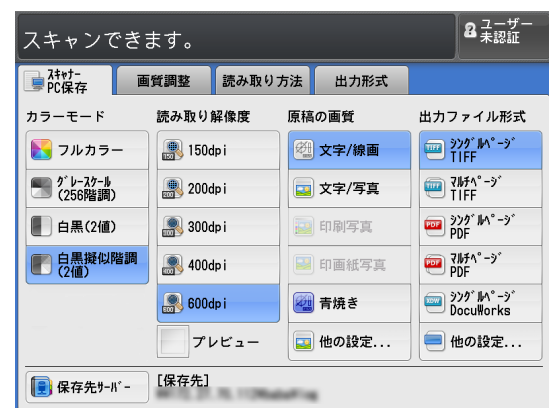 スキャンできます。
ユーザー
未認証
スキャナー
PC保存
画質調整
読み取り方法
出力形式
カラーモード
フルカラー
グレースケール
(256階調)
白黒(2値)
白黒擬似階調
(2値)
読み取り解像度
150dpi
200dpi
300dpi
400dpi
600dpi
プレビュー
原稿の画質
文字/線画
文字/写真
印刷写真
印画紙写真
青焼き
他の設定...
出力ファイル形式
シングルページ
TIFF
マルチページ
TIFF
シングルページ
PDF
マルチページ
PDF
シングルページ
DocuWorks
他の設定...
保存先サーバー
[保存先]